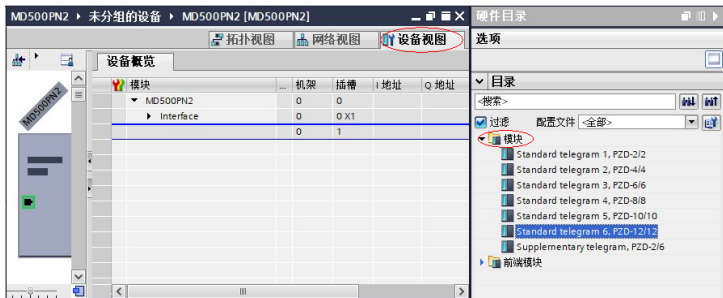 MD500PN2 ▸ 未分组的设备 ▸ MD500PN2 [MD500PN2]
拓扑视图 网络视图 设备视图
设备概览
模块 ... 机架 插槽 I 地址 Q 地址
MD500PN2 0 0
Interface 0 0 X1
0 1
MD500PN2
硬件目录
选项
目录
<搜索>
过滤 配置文件 <全部>
模块
Standard telegram 1, PZD-2/2
Standard telegram 2, PZD-4/4
Standard telegram 3, PZD-6/6
Standard telegram 4, PZD-8/8
Standard telegram 5, PZD-10/10
Standard telegram 6, PZD-12/12
Supplementary telegram, PZD-2/6
前端模块